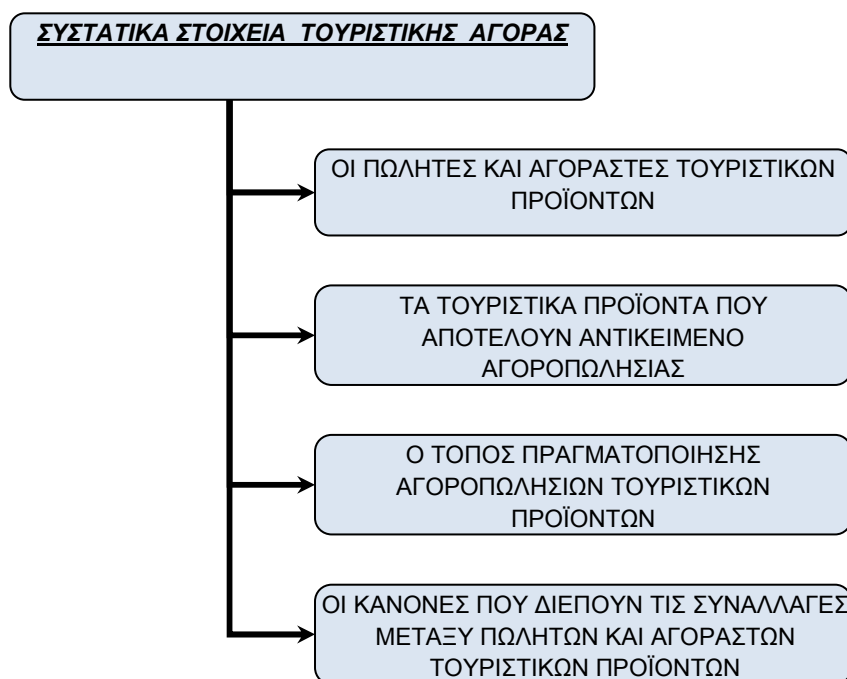 ΣΥΣΤΑΤΙΚΑ ΣΤΟΙΧΕΙΑ ΤΟΥΡΙΣΤΙΚΗΣ ΑΓΟΡΑΣ
ΟΙ ΠΩΛΗΤΕΣ ΚΑΙ ΑΓΟΡΑΣΤΕΣ ΤΟΥΡΙΣΤΙΚΩΝ
ΠΡΟΪΟΝΤΩΝ
ΤΑ ΤΟΥΡΙΣΤΙΚΑ ΠΡΟΪΟΝΤΑ ΠΟΥ
ΑΠΟΤΕΛΟΥΝ ΑΝΤΙΚΕΙΜΕΝΟ
ΑΓΟΡΟΠΩΛΗΣΙΑΣ
Ο ΤΟΠΟΣ ΠΡΑΓΜΑΤΟΠΟΙΗΣΗΣ
ΑΓΟΡΟΠΩΛΗΣΙΩΝ ΤΟΥΡΙΣΤΙΚΩΝ
ΠΡΟΪΟΝΤΩΝ
ΟΙ ΚΑΝΟΝΕΣ ΠΟΥ ΔΙΕΠΟΥΝ ΤΙΣ ΣΥΝΑΛΛΑΓΕΣ
ΜΕΤΑΞΥ ΠΩΛΗΤΩΝ ΚΑΙ ΑΓΟΡΑΣΤΩΝ
ΤΟΥΡΙΣΤΙΚΩΝ ΠΡΟΪΟΝΤΩΝ